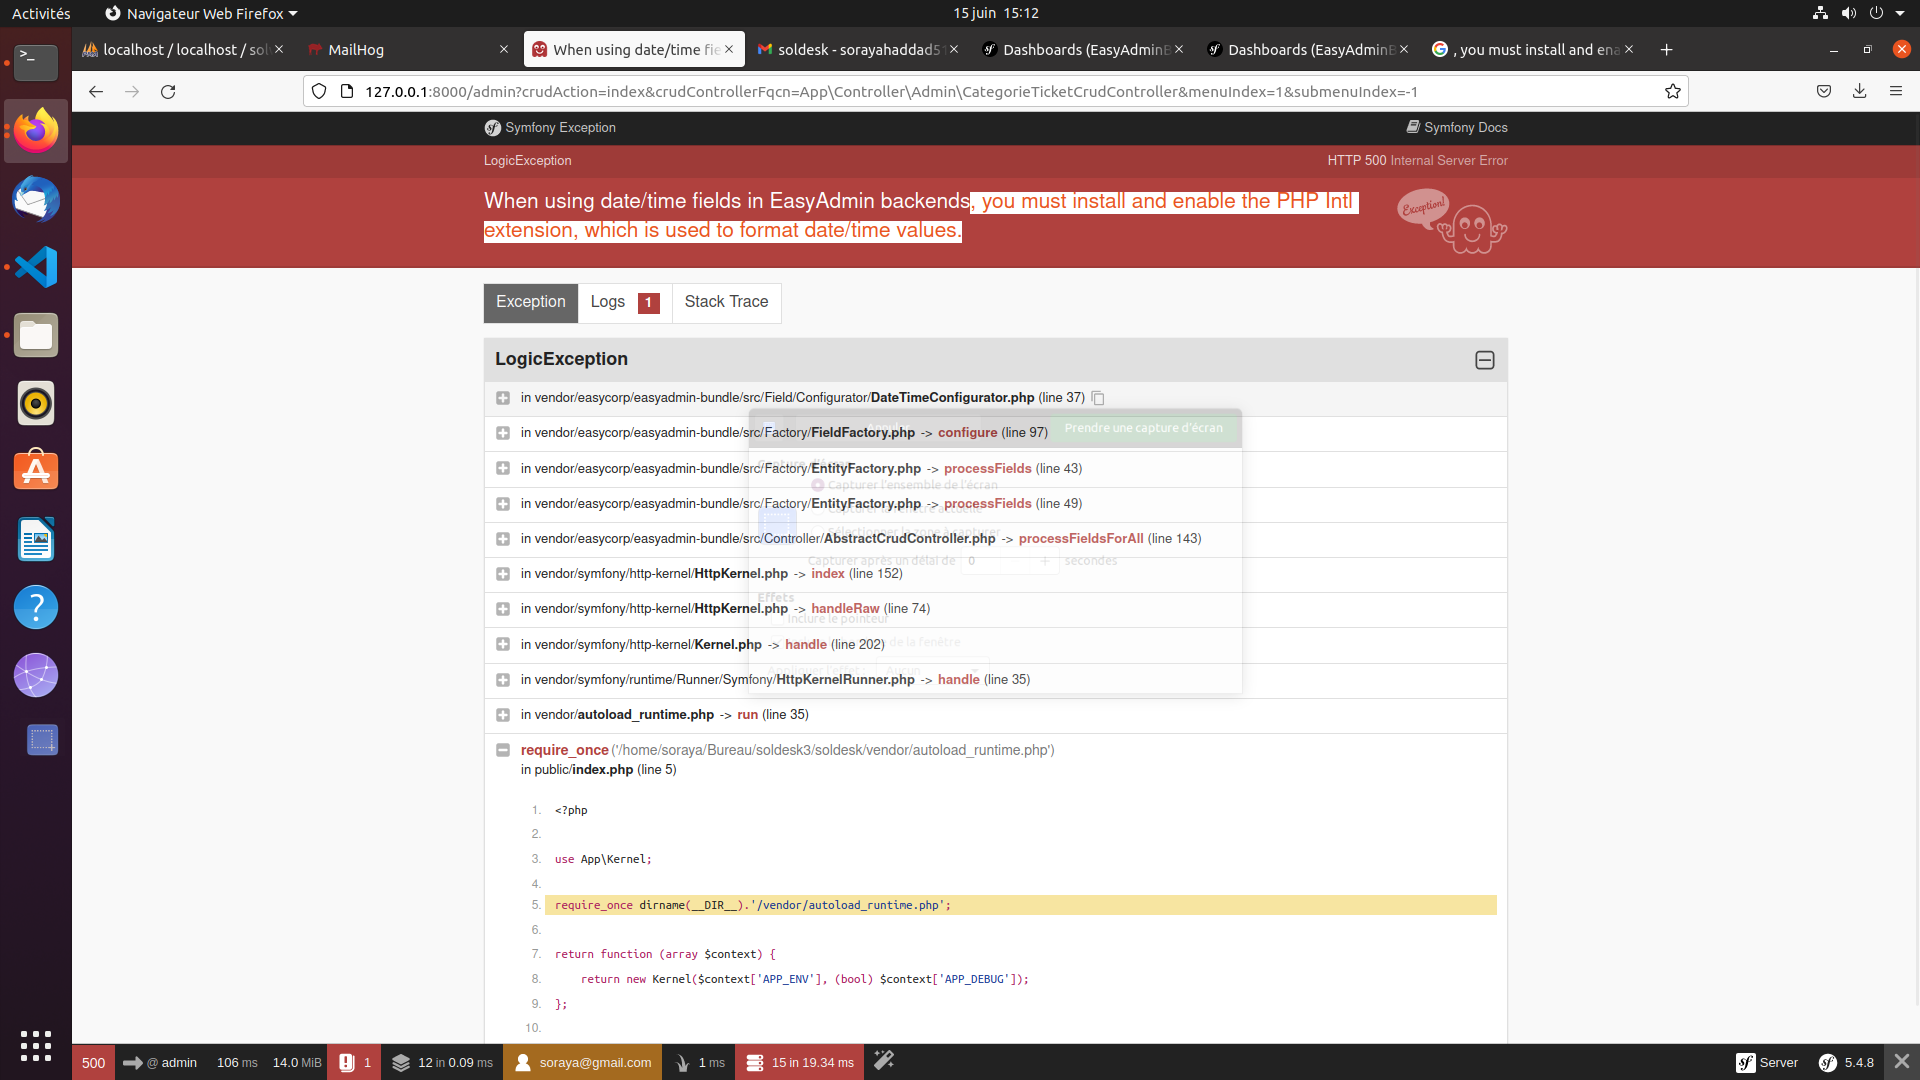 Activités
Navigateur Web Firefox
15 juin 15:12
localhost / localhost / sol
MailHog
When using date/time fie
soldesk - sorayahaddad51
Dashboards (EasyAdminB
Dashboards (EasyAdminB
, you must install and ena
127.0.0.1:8000/admin?crudAction=index&crudControllerFqcn=App\Controller\Admin\CategorieTicketCrudController&menuIndex=1&submenuIndex=-1
Symfony Exception
Symfony Docs
LogicException
HTTP 500 Internal Server Error
When using date/time fields in EasyAdmin backends, you must install and enable the PHP Intl
extension, which is used to format date/time values.
Exception!
Exception
Logs 1
Stack Trace
LogicException
in vendor/easycorp/easyadmin-bundle/src/Field/Configurator/DateTimeConfigurator.php (line 37)
Prendre une capture d'écran
in vendor/easycorp/easyadmin-bundle/src/Factory/FieldFactory.php -> configure (line 97)
in vendor/easycorp/easyadmin-bundle/src/Factory/EntityFactory.php -> processFields (line 43)
Capturer l'ensemble de l'écran
in vendor/easycorp/easyadmin-bundle/src/Factory/EntityFactory.php -> processFields (line 49)
Sélectionner la zone à capturer
in vendor/easycorp/easyadmin-bundle/src/Controller/AbstractCrudController.php -> processFieldsForAll (line 143)
Capturer après un délai de 0 + secondes
in vendor/symfony/http-kernel/HttpKernel.php -> index (line 152)
Effets
in vendor/symfony/http-kernel/HttpKernel.php -> handleRaw (line 74)
Inclure le pointeur
de la fenêtre
in vendor/symfony/http-kernel/Kernel.php -> handle (line 202)
Appliquer l'effet : Aucun
in vendor/symfony/runtime/Runner/Symfony/HttpKernelRunner.php -> handle (line 35)
in vendor/autoload_runtime.php -> run (line 35)
require_once('/home/soraya/Bureau/soldesk3/soldesk/vendor/autoload_runtime.php')
in public/index.php (line 5)
1. <?php
2.
3. use App\Kernel;
4.
5. require_once dirname(__DIR__).'/vendor/autoload_runtime.php';
6.
7. return function (array $context) {
8. return new Kernel($context['APP_ENV'], (bool) $context['APP_DEBUG']);
9. };
10.
500 @ admin 106 ms 14.0 MiB 1 12 in 0.09 ms soraya@gmail.com 1 ms 15 in 19.34 ms Server 5.4.8